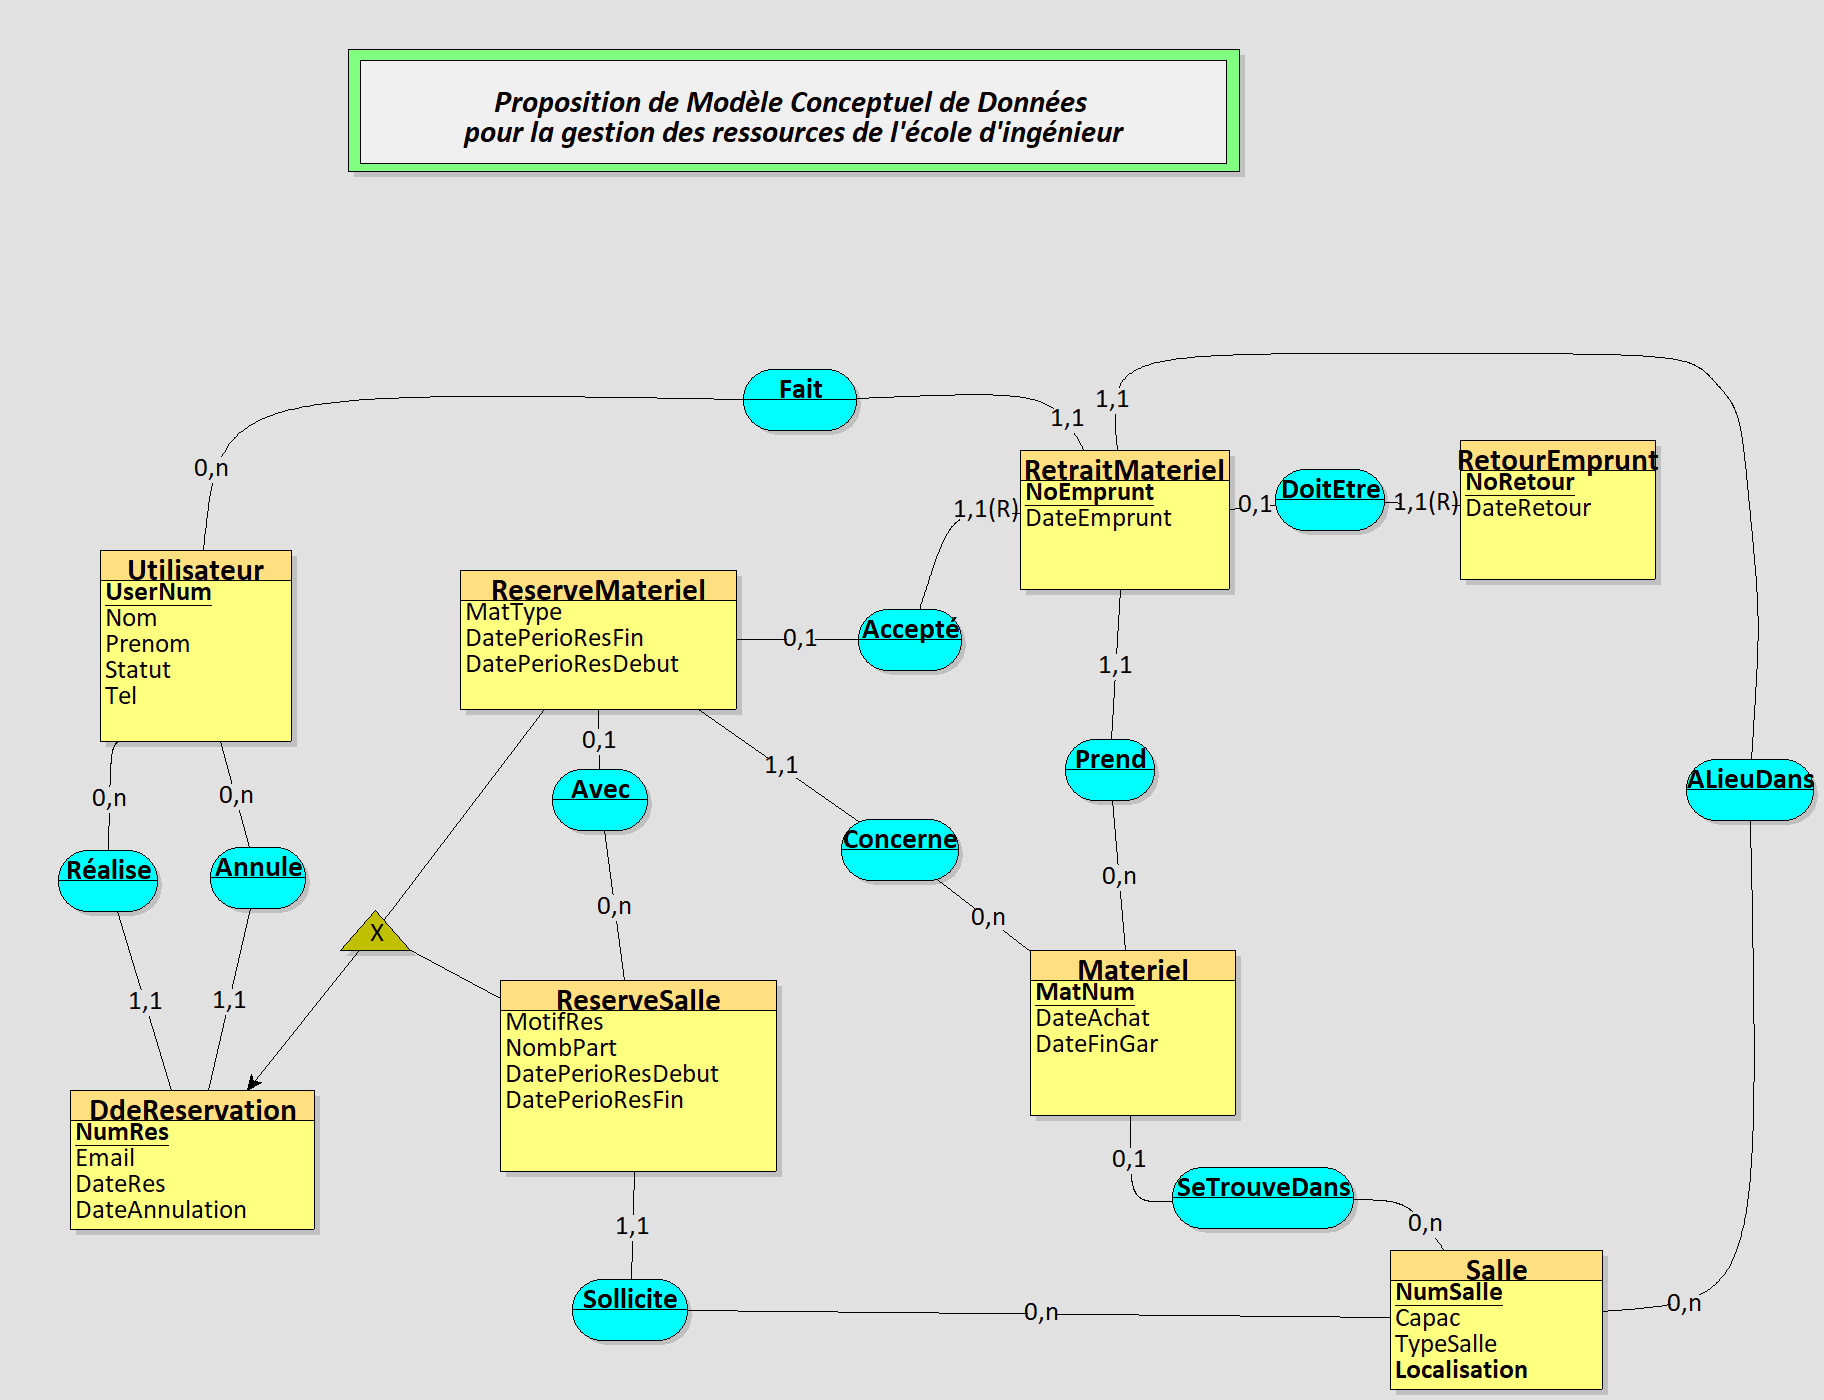 Proposition de Modèle Conceptuel de Données
pour la gestion des ressources de l'école d'ingénieur
Fait
1,1
1,1
0,n
RetraitMateriel
NoEmprunt
DateEmprunt
0,1
DoitEtre
1,1(R)
RetourEmprunt
NoRetour
DateRetour
1,1(R)
Utilisateur
UserNum
Nom
Prenom
Statut
Tel
ReserveMateriel
MatType
DatePerioResFin
DatePerioResDebut
0,1
Accepté
1,1
0,1
1,1
Prend
ALieuDans
0,n
0,n
Avec
Concerne
Réalise
Annule
0,n
0,n
0,n
X
1,1
1,1
ReserveSalle
MotifRes
NombPart
DatePerioResDebut
DatePerioResFin
Materiel
MatNum
DateAchat
DateFinGar
DdeReservation
NumRes
Email
DateRes
DateAnnulation
0,1
SeTrouveDans
0,n
1,1
Sollicite
0,n
Salle
NumSalle
Capac
TypeSalle
Localisation
0,n